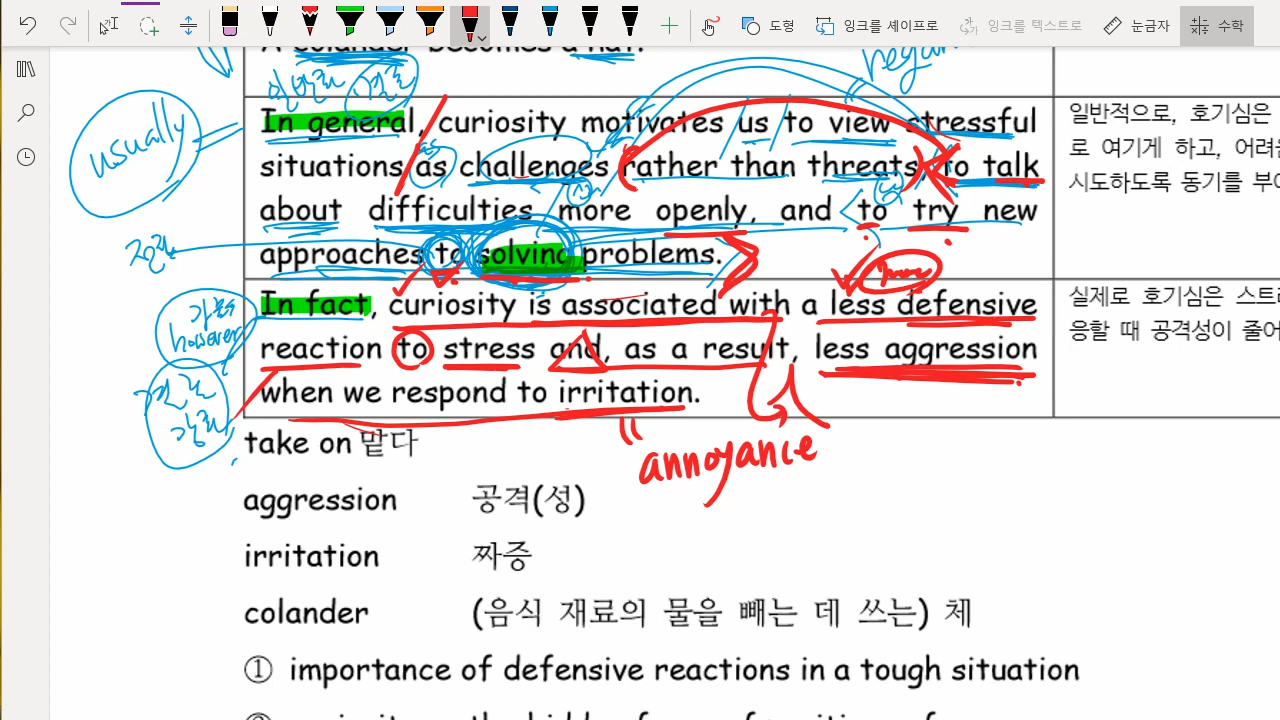 도형
잉크를 셰이프로
잉크를 텍스트로
눈금자
수학
A colander becomes a hat.
regar
usually
In general, curiosity motivates us to view stressful
situations as challenges rather than threats, to talk
about difficulties more openly, and to try new
approaches to solving problems.
일반적으로, 호기심은
로 여기게 하고, 어려움
시도하도록 동기를 부여
as
전치
however
In fact, curiosity is associated with a less defensive
reaction to stress and, as a result, less aggression
when we respond to irritation.
실제로 호기심은 스트레
응할 때 공격성이 줄어
annoyance
take on 맡다
aggression 공격(성)
irritation 짜증
colander (음식 재료의 물을 빼는 데 쓰는) 체
① importance of defensive reactions in a tough situation